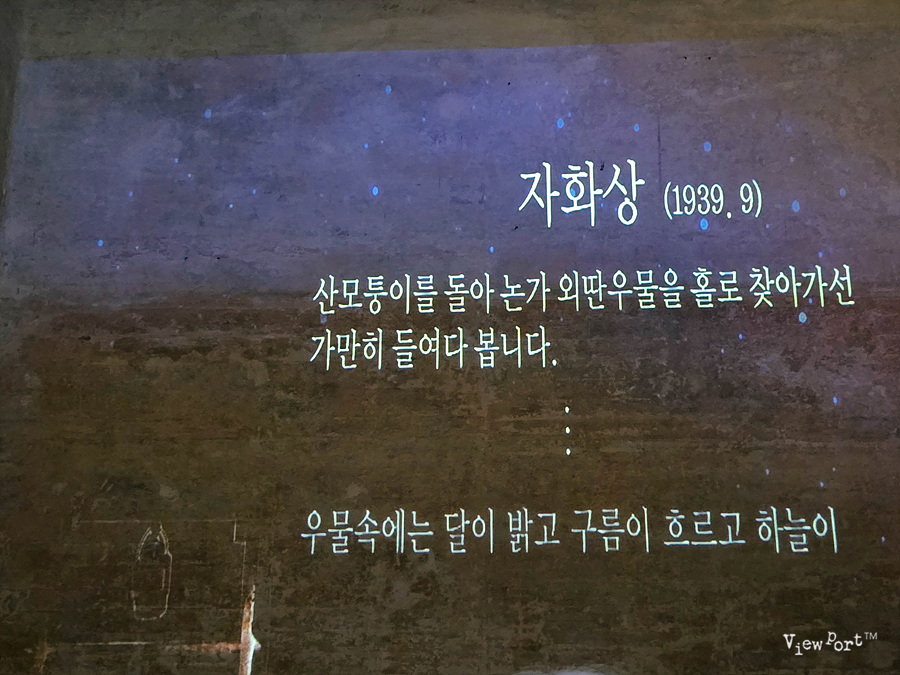 자화상 (1939. 9)
산모퉁이를 돌아 논가 외딴우물을 홀로 찾아가선
가만히 들여다 봅니다.
⋮
우물속에는 달이 밝고 구름이 흐르고 하늘이
ViewPort™